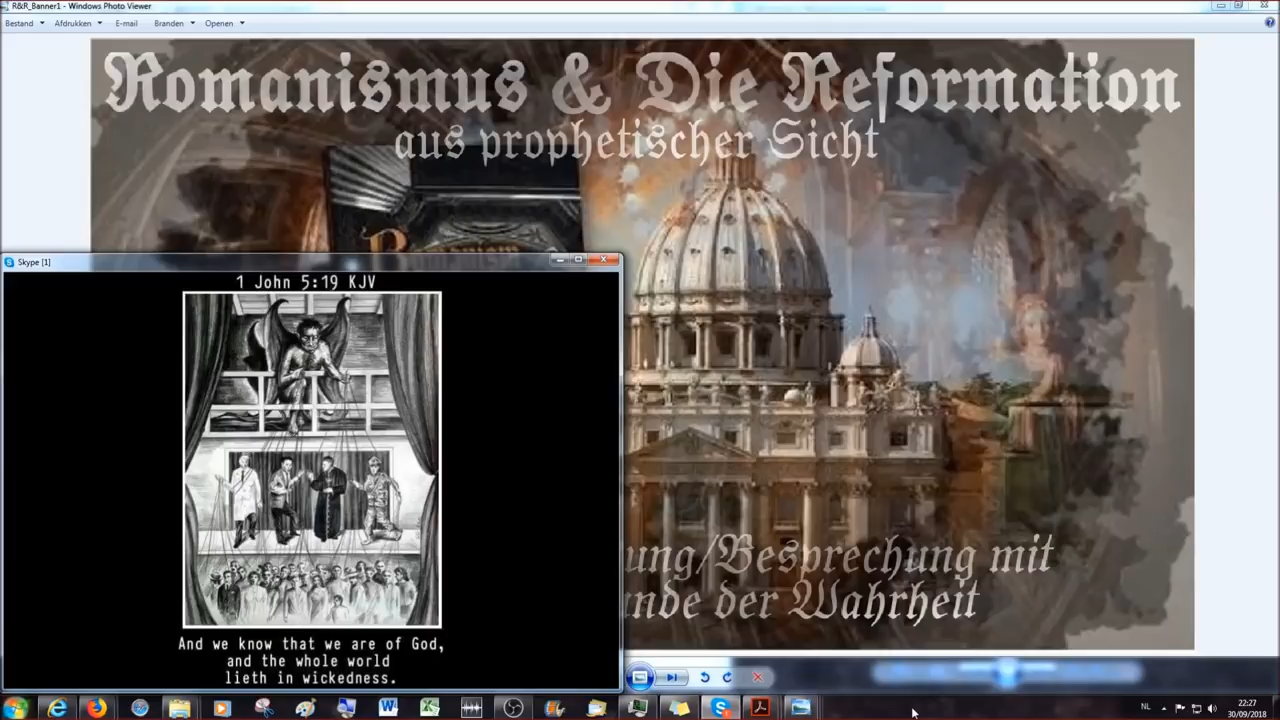 R&R_Banner1 - Windows Photo Viewer
Bestand Afdrukken E-mail Branden Openen
Romanismus & Die Reformation
aus prophetischer Sicht
Skype [1]
1 John 5:19 KJV
And we know that we are of God,
and the whole world
lieth in wickedness.
ung/Besprechung mit
nde der Wahrheit
NL
22:27
30/09/2018